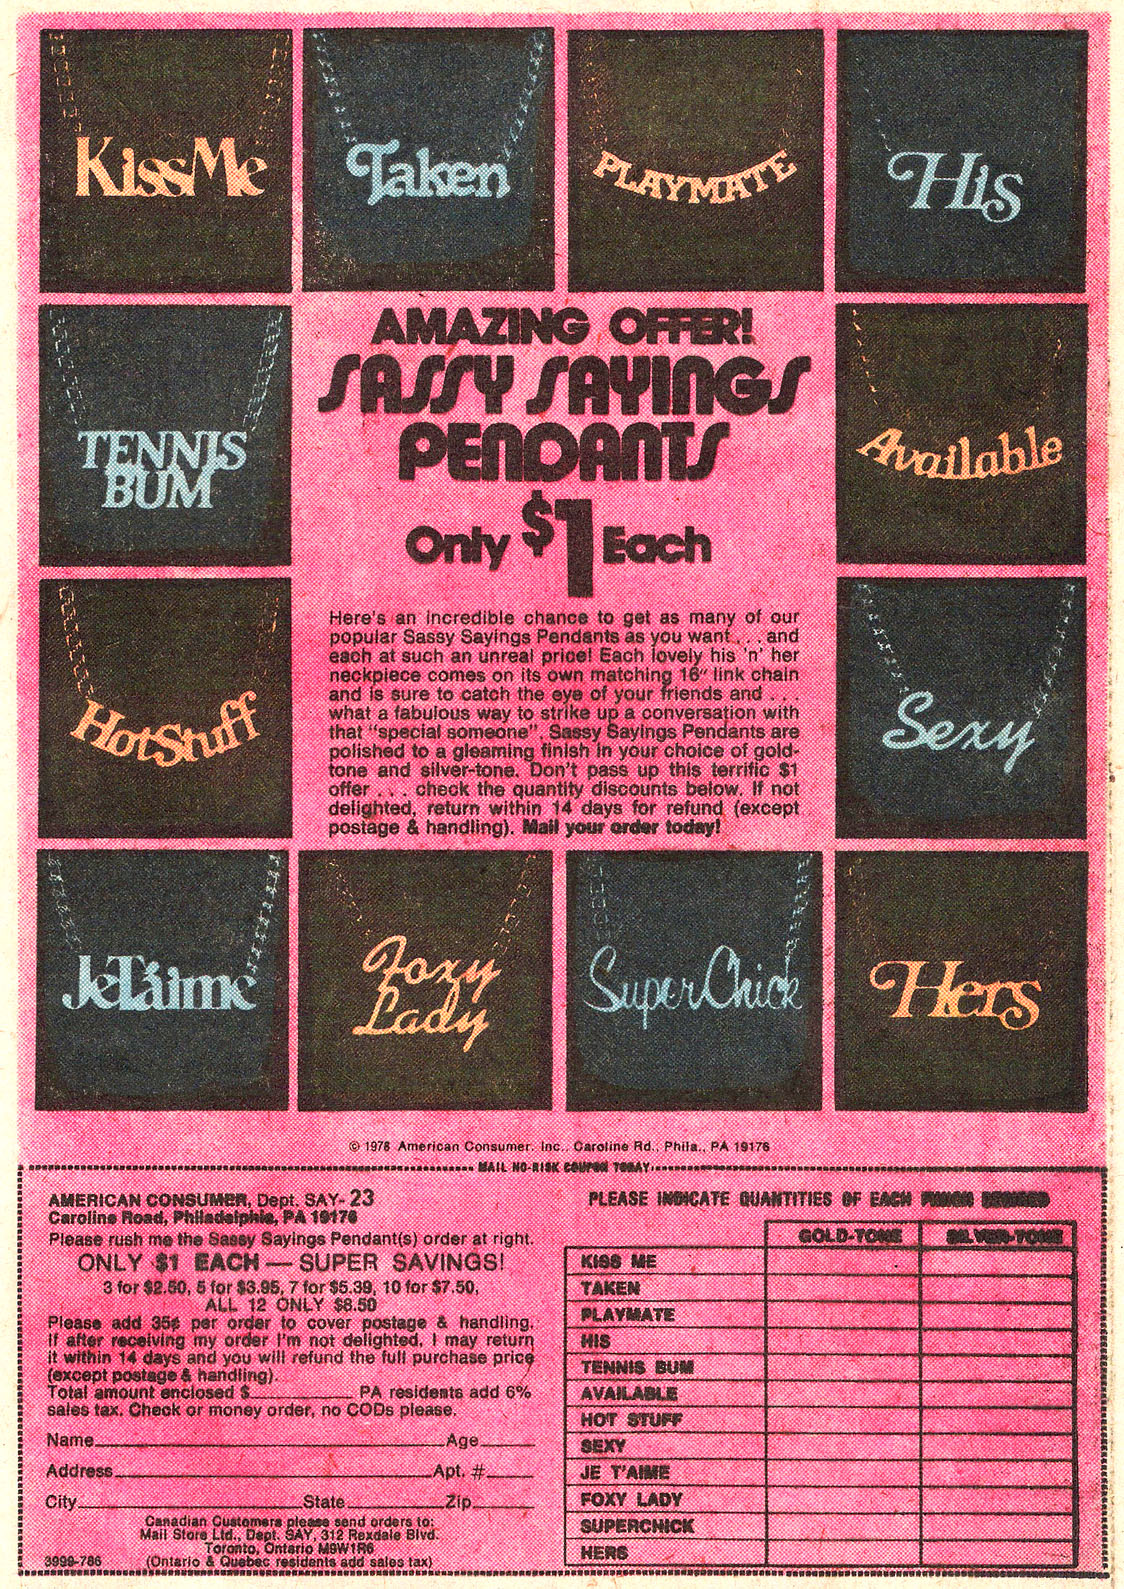 KissMe
Taken
PLAYMATE
His
TENNIS
BUM
AMAZING OFFER!
SASSY SAYINGS
PENDANTS
Only $1 Each
Available
HotStuff
Here's an incredible chance to get as many of our
popular Sassy Sayings Pendants as you want . . . and
each at such an unreal price! Each lovely his 'n' her
neckpiece comes on its own matching 16" link chain
and is sure to catch the eye of your friends and . . .
what a fabulous way to strike up a conversation with
that "special someone". Sassy Sayings Pendants are
polished to a gleaming finish in your choice of gold-
tone and silver-tone. Don't pass up this terrific $1
offer . . . check the quantity discounts below. If not
delighted, return within 14 days for refund (except
postage & handling). Mail your order today!
Sexy
JeT'aime
Foxy
Lady
SuperChick
Hers
© 1978 American Consumer, Inc., Caroline Rd., Phila., PA 19176
MAIL NO-RISK COUPON TODAY
AMERICAN CONSUMER, Dept. SAY-23
Caroline Road, Philadelphia, PA 19176
Please rush me the Sassy Sayings Pendant(s) order at right.
ONLY $1 EACH — SUPER SAVINGS!
3 for $2.50, 5 for $3.95, 7 for $5.39, 10 for $7.50,
ALL 12 ONLY $8.50
Please add 35¢ per order to cover postage & handling.
If after receiving my order I'm not delighted, I may return
it within 14 days and you will refund the full purchase price
(except postage & handling).
Total amount enclosed $__________ PA residents add 6%
sales tax. Check or money order, no CODs please.
Name__________ Age_____
Address__________ Apt. #_____
City__________ State_____ Zip_____
Canadian Customers please send orders to:
Mail Store Ltd., Dept. SAY, 312 Rexdale Blvd.
Toronto, Ontario M9W1R6
3999-786 (Ontario & Quebec residents add sales tax)
PLEASE INDICATE QUANTITIES OF EACH
GOLD-TONE SILVER-TONE
KISS ME
TAKEN
PLAYMATE
HIS
TENNIS BUM
AVAILABLE
HOT STUFF
SEXY
JE T'AIME
FOXY LADY
SUPERCHICK
HERS